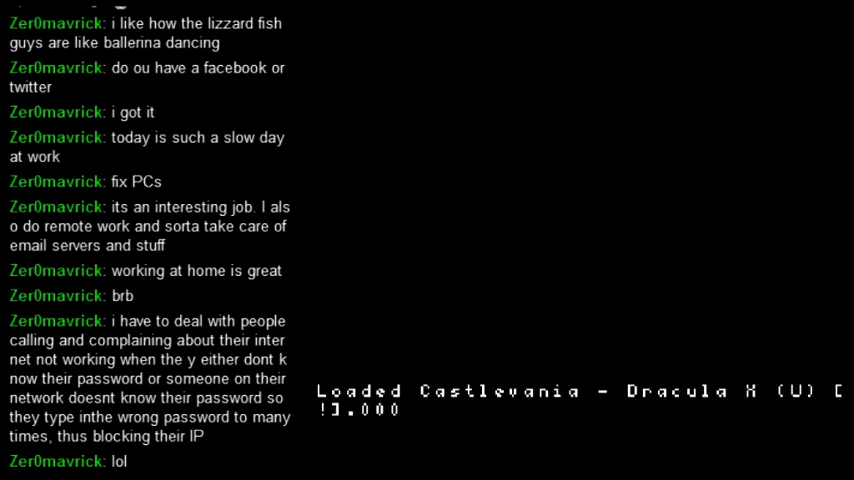 Zer0mavrick: i like how the lizzard fish
guys are like ballerina dancing
Zer0mavrick: do ou have a facebook or
twitter
Zer0mavrick: i got it
Zer0mavrick: today is such a slow day
at work
Zer0mavrick: fix PCs
Zer0mavrick: its an interesting job. I als
o do remote work and sorta take care of
email servers and stuff
Zer0mavrick: working at home is great
Zer0mavrick: brb
Zer0mavrick: i have to deal with people
calling and complaining about their inter
net not working when the y either dont k
now their password or someone on their
network doesnt know their password so
they type inthe wrong password to many
times, thus blocking their IP
Zer0mavrick: lol
Loaded Castlevania - Dracula X (U) [
!].000